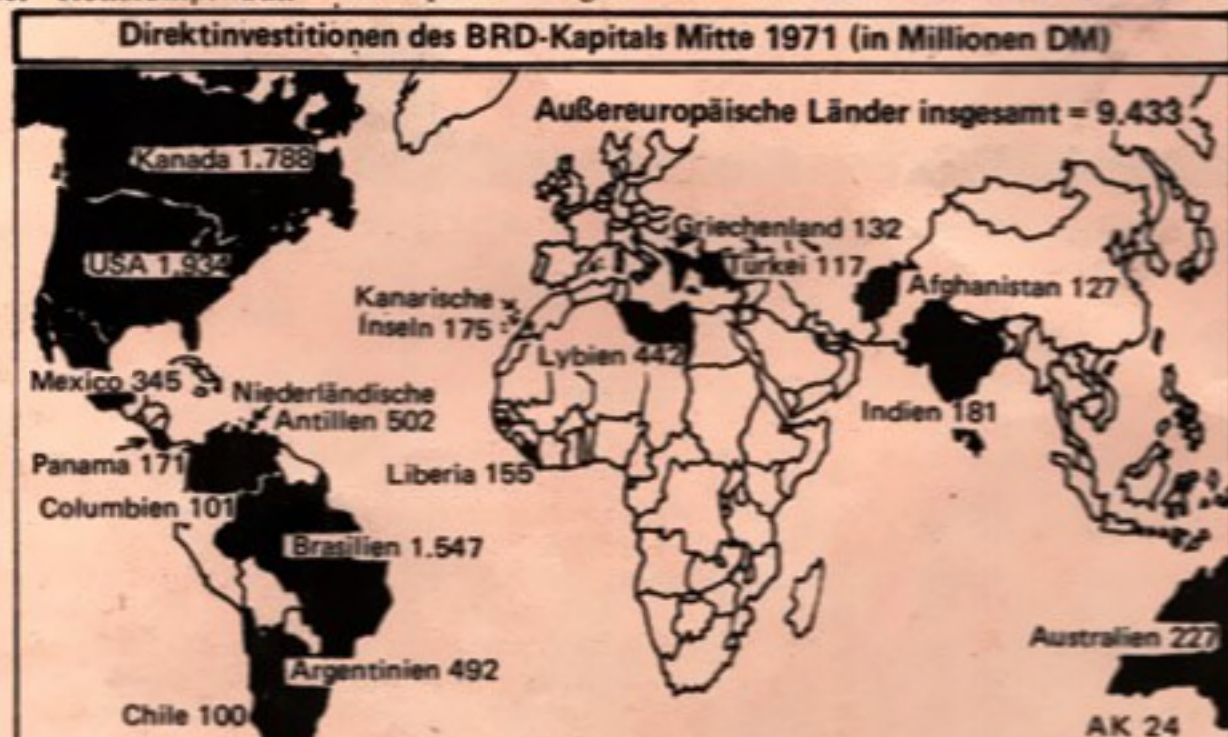 Direktinvestitionen des BRD-Kapitals Mitte 1971 (in Millionen DM)
Außereuropäische Länder insgesamt = 9.433
Kanada 1.788
USA 1.934
Griechenland 132
Türkei 117
Afghanistan 127
Kanarische
Inseln 175
Lybien 442
Mexico 345
Niederländische
Antillen 502
Indien 181
Panama 171
Liberia 155
Columbien 101
Brasilien 1.547
Australien 227
Argentinien 492
Chile 100
AK 24